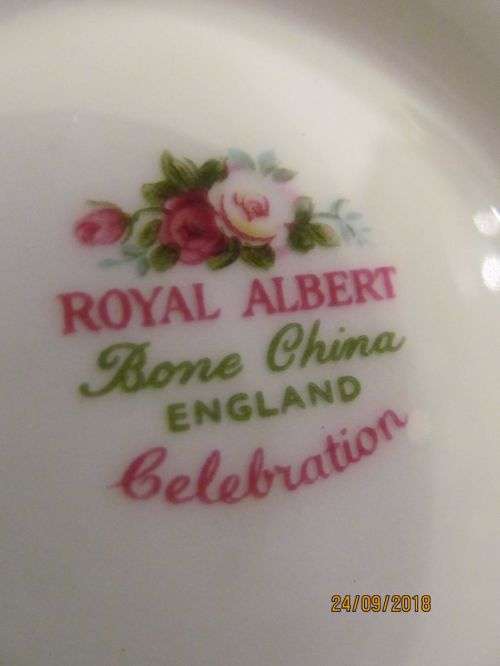 ROYAL ALBERT
Bone China
ENGLAND
Celebration
24/09/2018